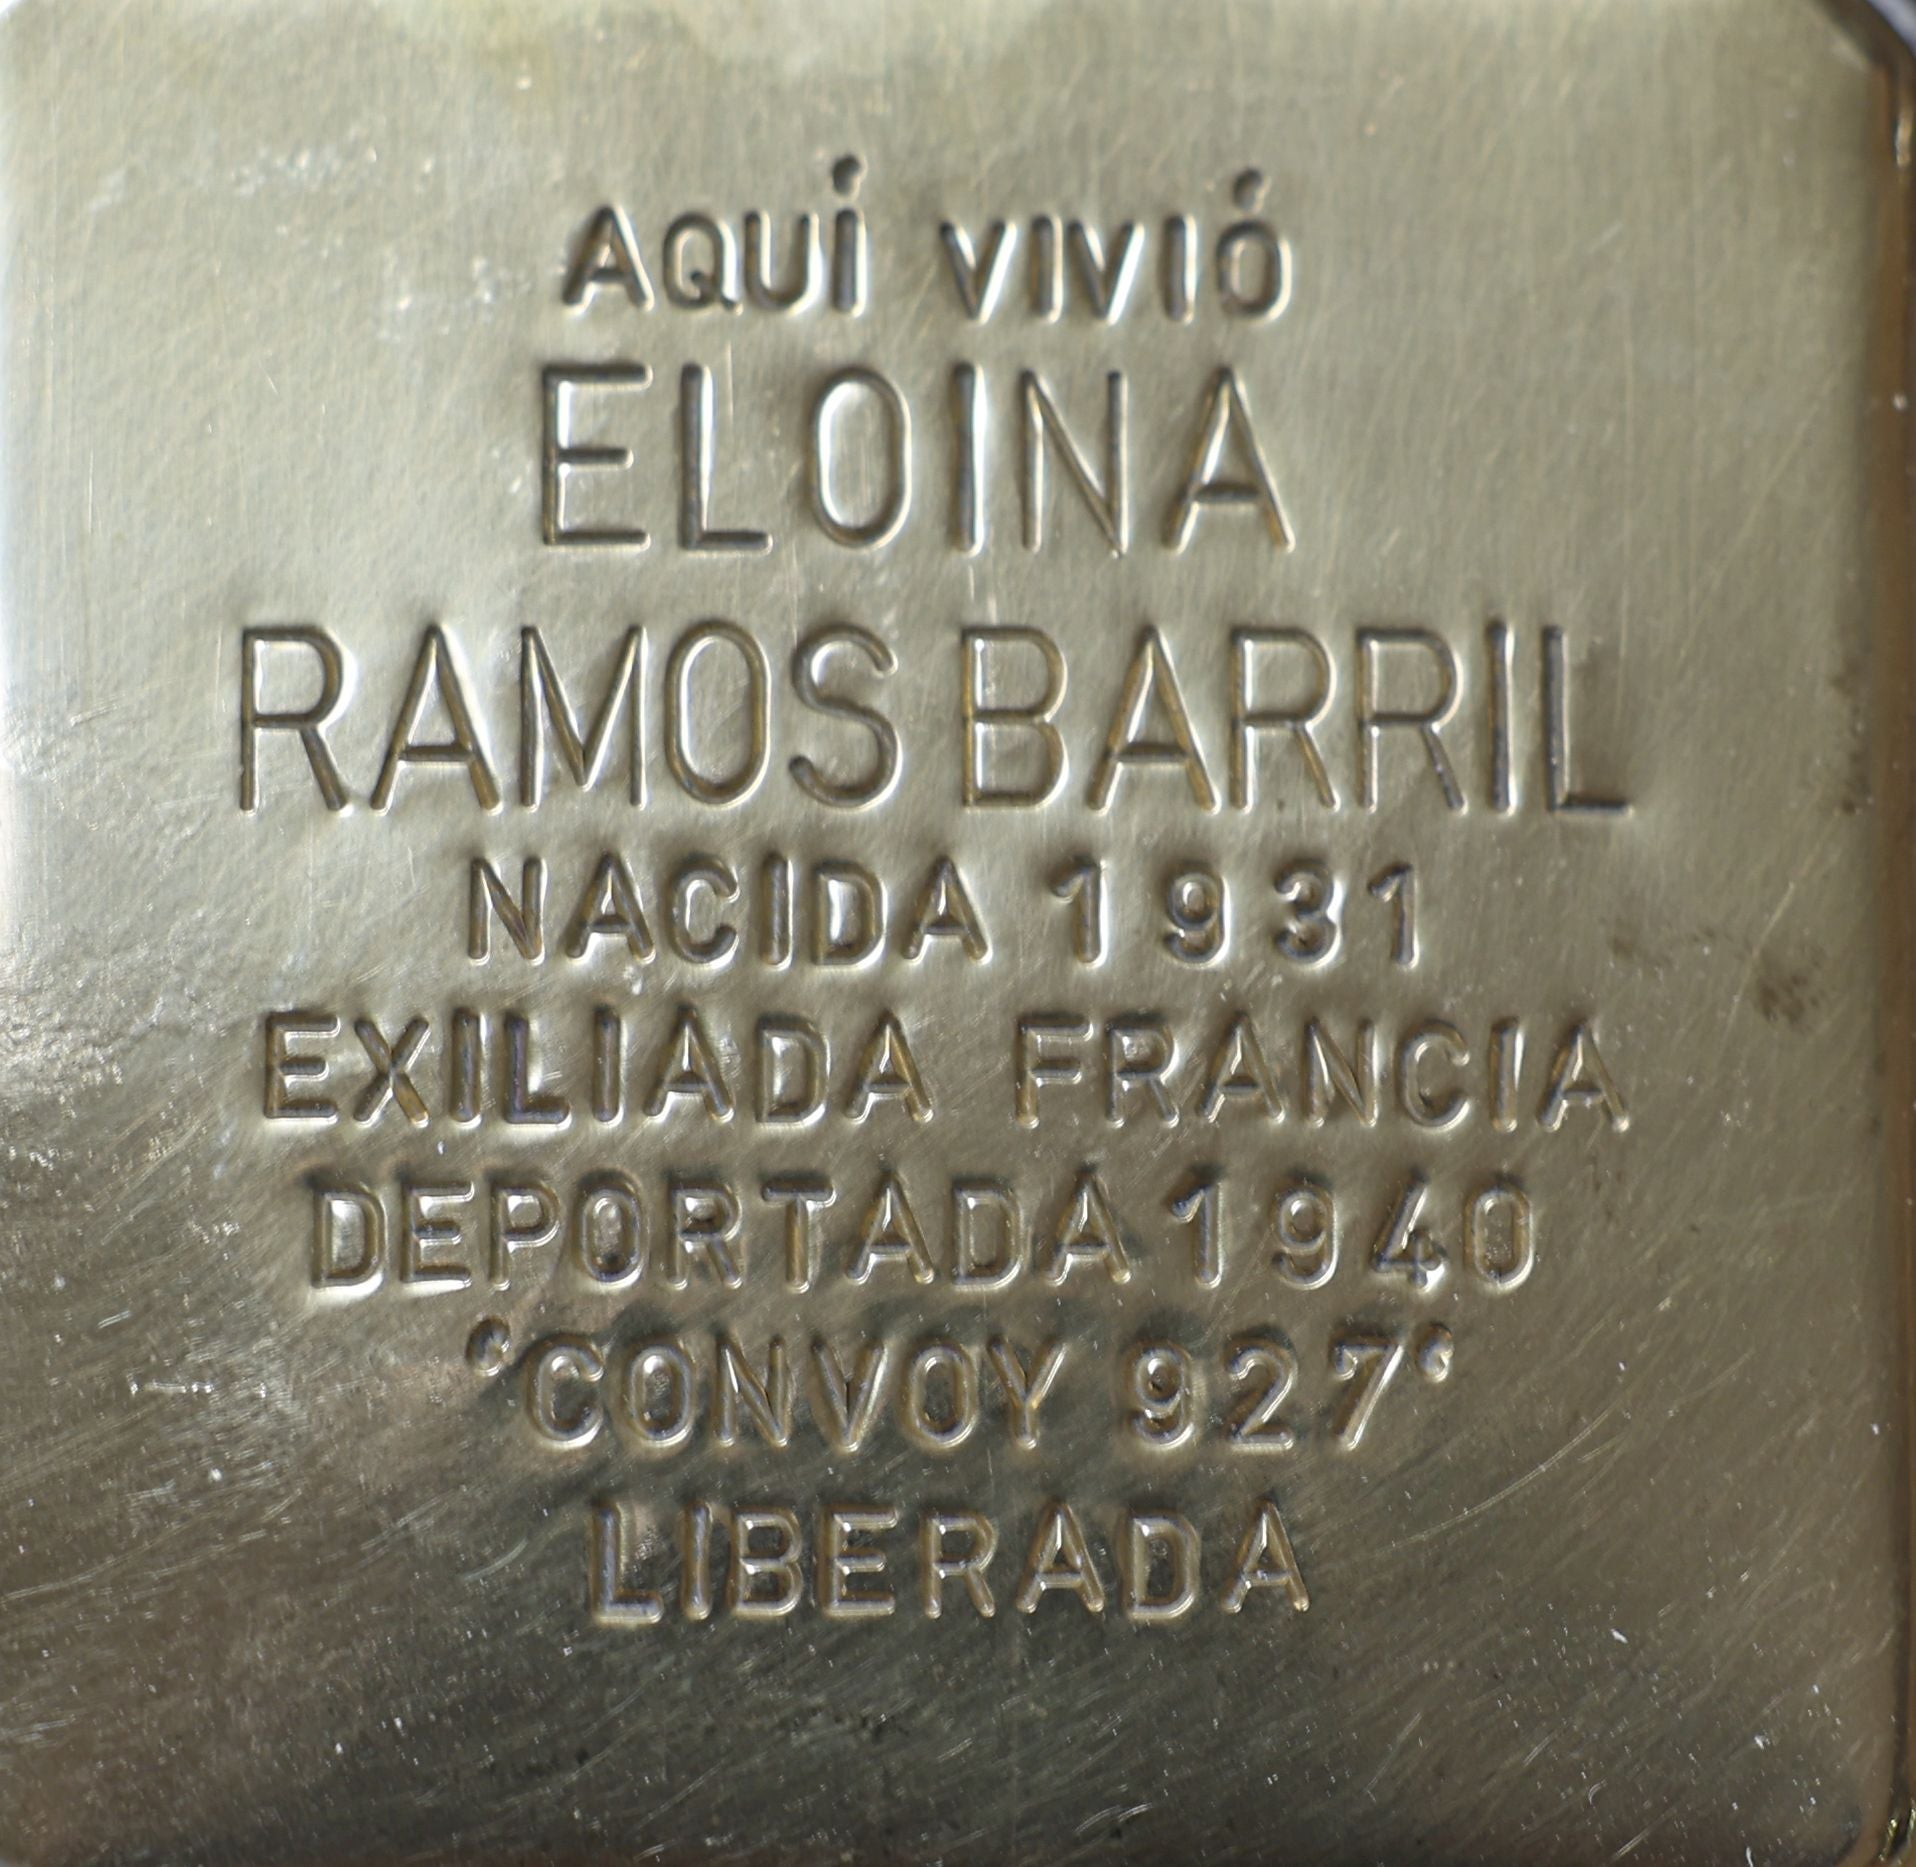 AQUÍ VIVIÓ
ELOINA
RAMOS BARRIL
NACIDA 1931
EXILIADA FRANCIA
DEPORTADA 1940
‘CONVOY 927‘
LIBERADA